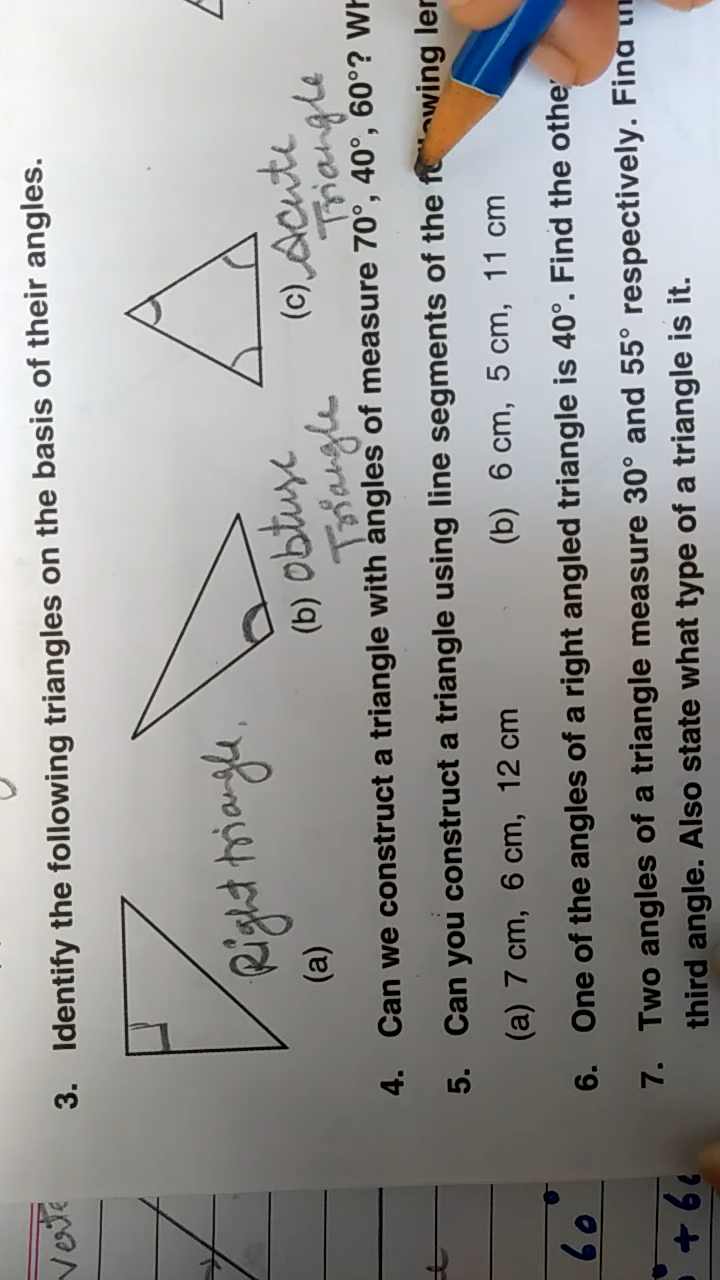 3. Identify the following triangles on the basis of their angles.
Right triangle.
(a)
(b) Obtuse
Triangle
(c) Acute
Triangle
4. Can we construct a triangle with angles of measure 70°, 40°, 60°?
5. Can you construct a triangle using line segments of the
(a) 7 cm, 6 cm, 12 cm
(b) 6 cm, 5 cm, 11 cm
6. One of the angles of a right angled triangle is 40°. Find the
7. Two angles of a triangle measure 30° and 55° respectively. Find
third angle. Also state what type of a triangle is it.
60°